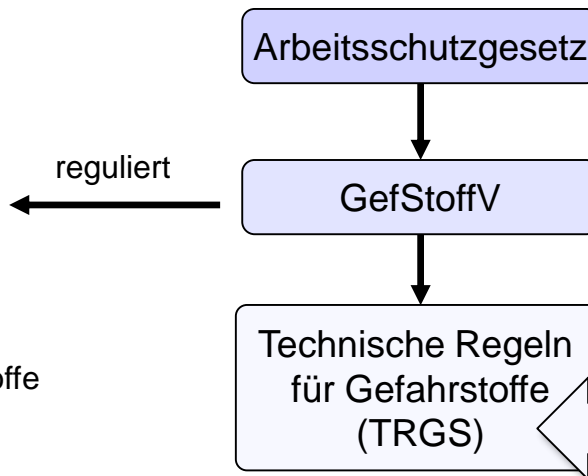 Arbeitsschutzgesetz
reguliert
GefStoffV
Technische Regeln
für Gefahrstoffe
(TRGS)